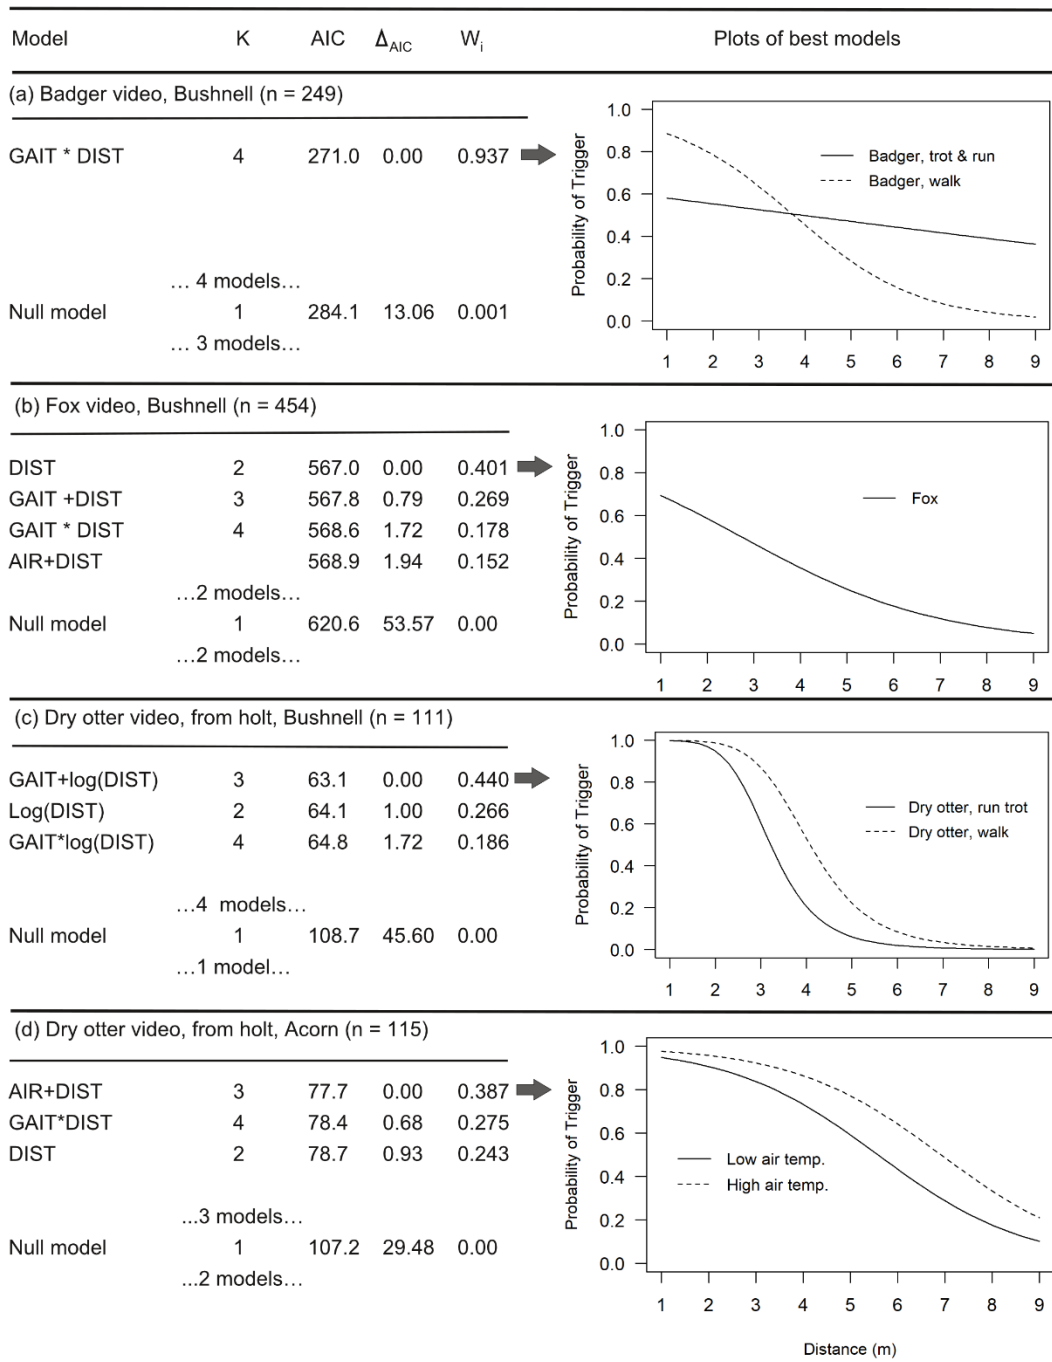 Model K AIC ΔAIC Wi Plots of best models
(a) Badger video, Bushnell (n = 249)
GAIT * DIST 4 271.0 0.00 0.937
... 4 models...
Null model 1 284.1 13.06 0.001
... 3 models...
Probability of Trigger
1.0
0.8
0.6
0.4
0.2
0.0
Badger, trot & run
Badger, walk
1 2 3 4 5 6 7 8 9
(b) Fox video, Bushnell (n = 454)
DIST 2 567.0 0.00 0.401
GAIT +DIST 3 567.8 0.79 0.269
GAIT * DIST 4 568.6 1.72 0.178
AIR+DIST 568.9 1.94 0.152
...2 models...
Null model 1 620.6 53.57 0.00
...2 models...
Probability of Trigger
1.0
0.8
0.6
0.4
0.2
0.0
Fox
1 2 3 4 5 6 7 8 9
(c) Dry otter video, from holt, Bushnell (n = 111)
GAIT+log(DIST) 3 63.1 0.00 0.440
Log(DIST) 2 64.1 1.00 0.266
GAIT*log(DIST) 4 64.8 1.72 0.186
...4 models...
Null model 1 108.7 45.60 0.00
...1 model...
Probability of Trigger
1.0
0.8
0.6
0.4
0.2
0.0
Dry otter, run trot
Dry otter, walk
1 2 3 4 5 6 7 8 9
(d) Dry otter video, from holt, Acorn (n = 115)
AIR+DIST 3 77.7 0.00 0.387
GAIT*DIST 4 78.4 0.68 0.275
DIST 2 78.7 0.93 0.243
...3 models...
Null model 1 107.2 29.48 0.00
...2 models...
Probability of Trigger
1.0
0.8
0.6
0.4
0.2
0.0
Low air temp.
High air temp.
1 2 3 4 5 6 7 8 9
Distance (m)